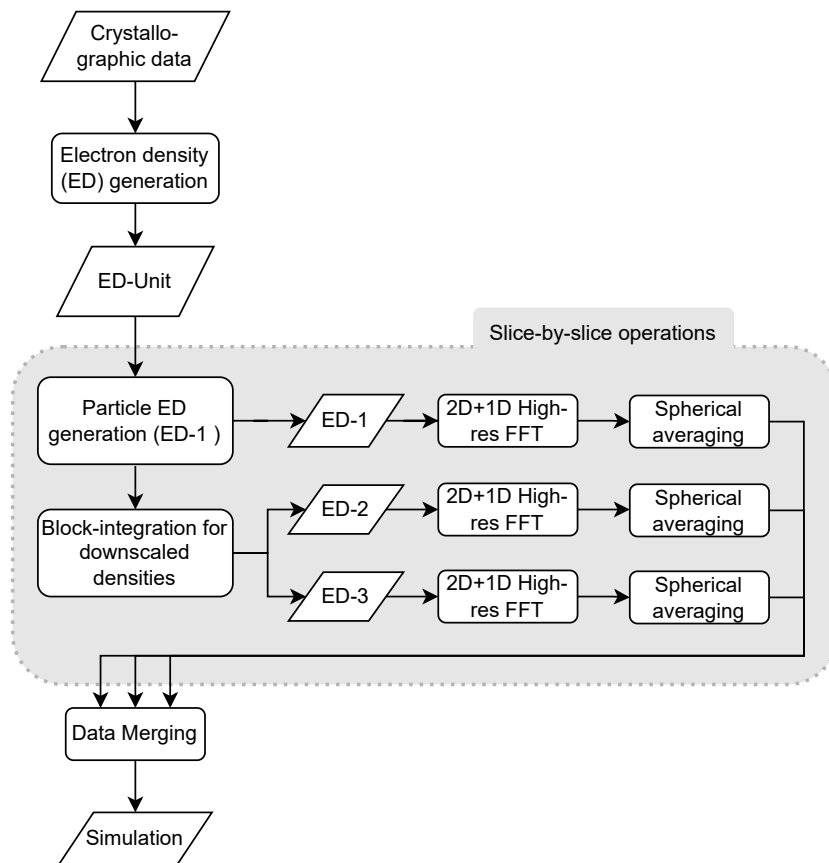 Crystallo-
graphic data
Electron density
(ED) generation
ED-Unit
Slice-by-slice operations
Particle ED
generation (ED-1 )
ED-1
2D+1D High-
res FFT
Spherical
averaging
Block-integration for
downscaled
densities
ED-2
2D+1D High-
res FFT
Spherical
averaging
ED-3
2D+1D High-
res FFT
Spherical
averaging
Data Merging
Simulation